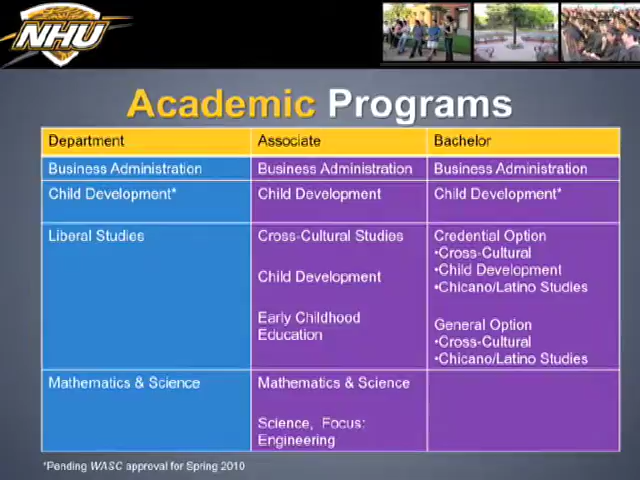 NHU
Academic Programs
Department Associate Bachelor
Business Administration Business Administration Business Administration
Child Development* Child Development Child Development*
Liberal Studies Cross-Cultural Studies Credential Option
•Cross-Cultural
Child Development •Child Development
•Chicano/Latino Studies
Early Childhood General Option
Education •Cross-Cultural
•Chicano/Latino Studies
Mathematics & Science Mathematics & Science
Science, Focus:
Engineering
*Pending WASC approval for Spring 2010